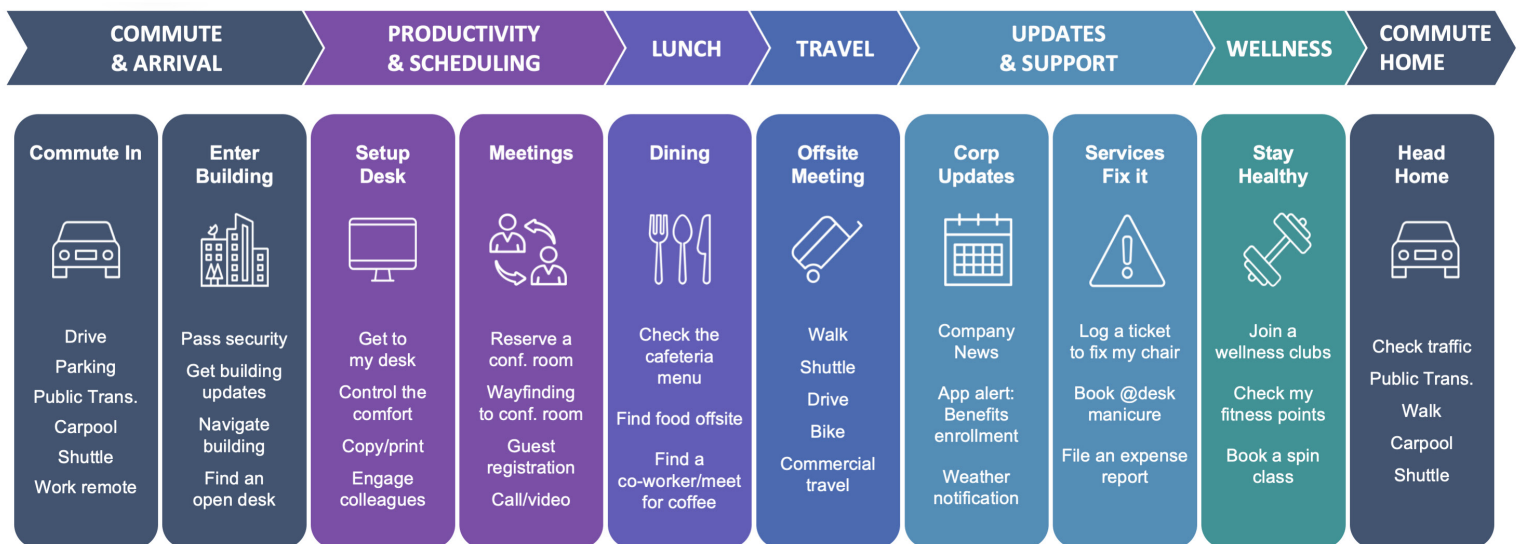 COMMUTE
& ARRIVAL
PRODUCTIVITY
& SCHEDULING
LUNCH
TRAVEL
UPDATES
& SUPPORT
WELLNESS
COMMUTE
HOME
Commute In
Drive
Parking
Public Trans.
Carpool
Shuttle
Work remote
Enter
Building
Pass security
Get building
updates
Navigate
building
Find an
open desk
Setup
Desk
Get to
my desk
Control the
comfort
Copy/print
Engage
colleagues
Meetings
Reserve a
conf. room
Wayfinding
to conf. room
Guest
registration
Call/video
Dining
Check the
cafeteria
menu
Find food offsite
Find a
co-worker/meet
for coffee
Offsite
Meeting
Walk
Shuttle
Drive
Bike
Commercial
travel
Corp
Updates
Company
News
App alert:
Benefits
enrollment
Weather
notification
Services
Fix it
Log a ticket
to fix my chair
Book @desk
manicure
File an expense
report
Stay
Healthy
Join a
wellness clubs
Check my
fitness points
Book a spin
class
Head
Home
Check traffic
Public Trans.
Walk
Carpool
Shuttle